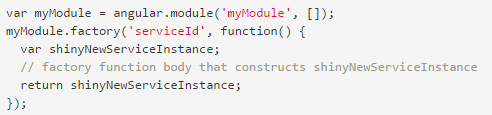 var myModule = angular.module('myModule', []);
myModule.factory('serviceId', function() {
  var shinyNewServiceInstance;
  // factory function body that constructs shinyNewServiceInstance
  return shinyNewServiceInstance;
});